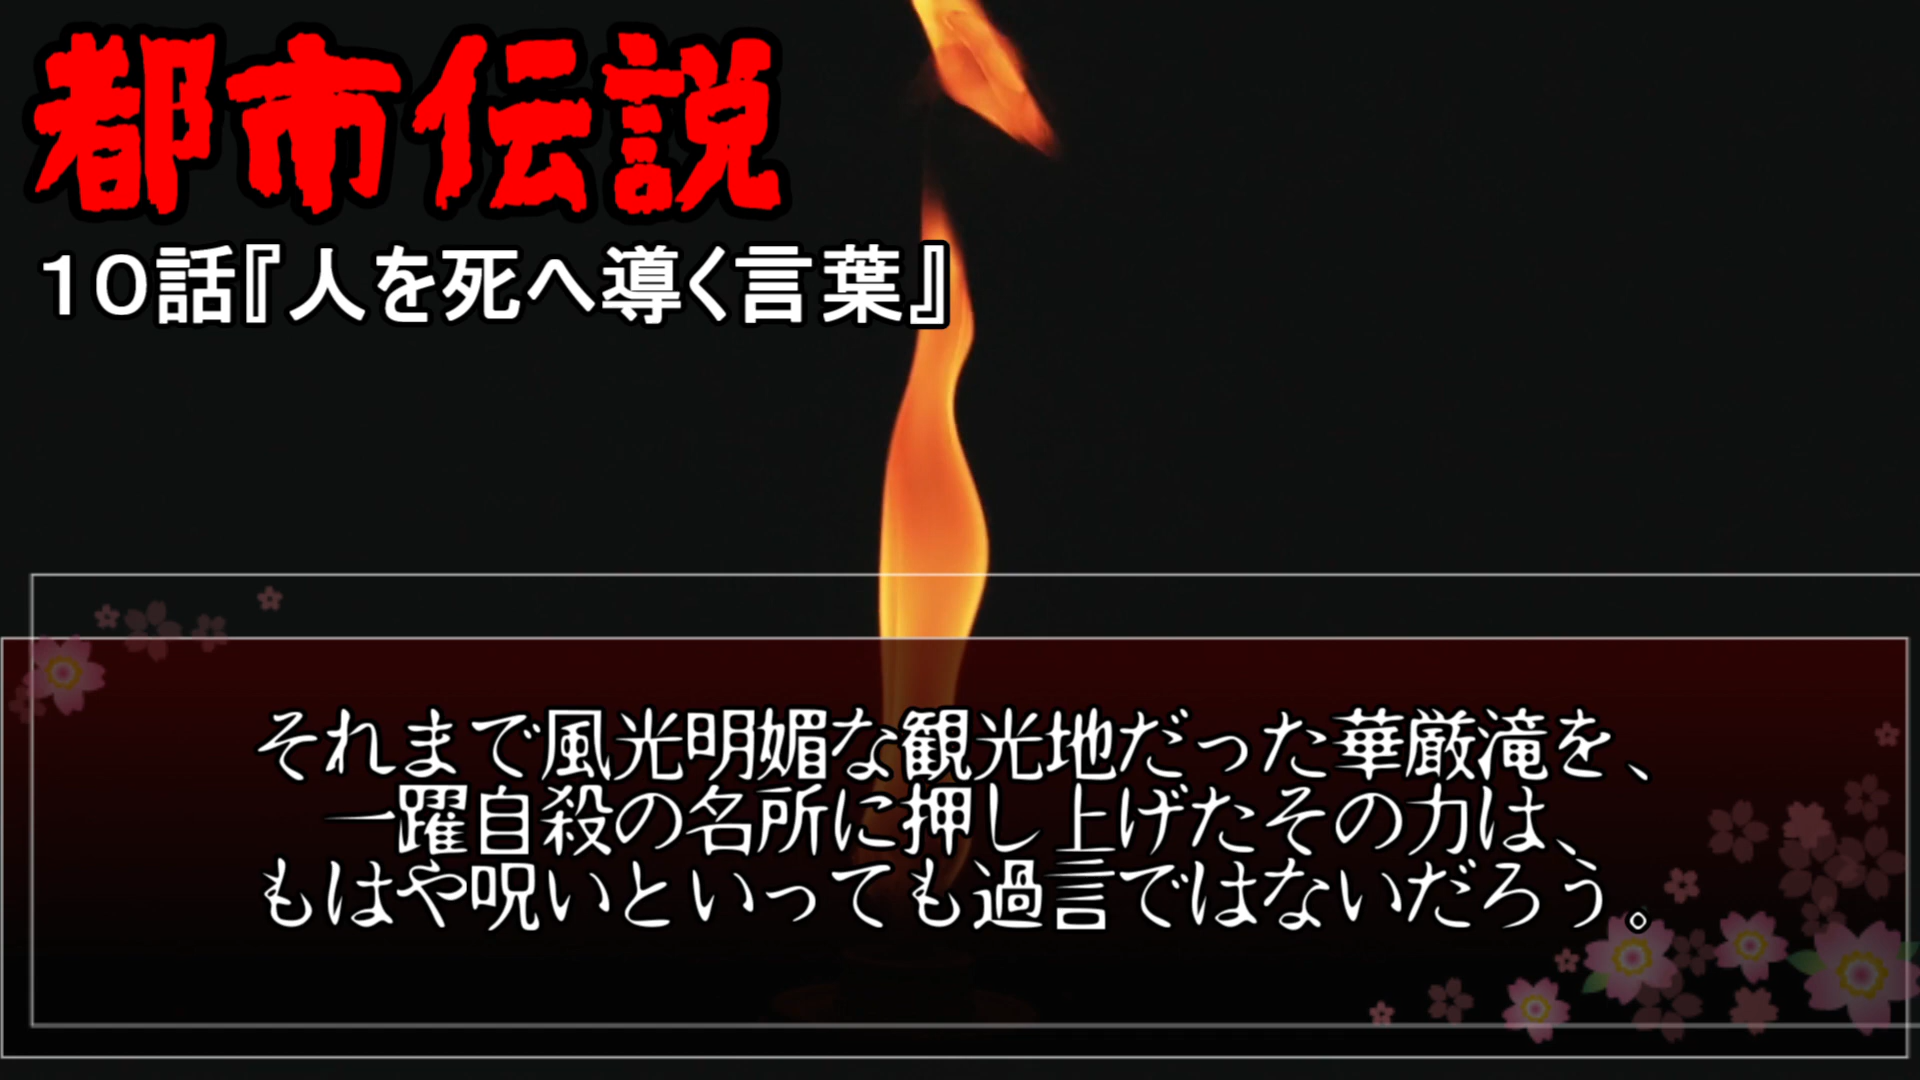 都市伝説
１０話『人を死へ導く言葉』
それまで風光明媚な観光地だった華厳滝を、
一躍自殺の名所に押し上げたその力は、
もはや呪いといっても過言ではないだろう。